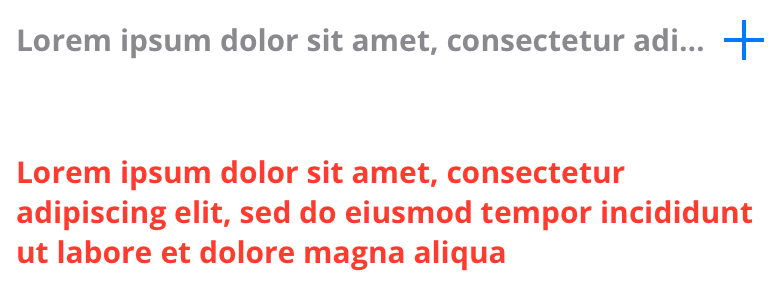 Lorem ipsum dolor sit amet, consectetur adi...
Lorem ipsum dolor sit amet, consectetur
adipiscing elit, sed do eiusmod tempor incididunt
ut labore et dolore magna aliqua